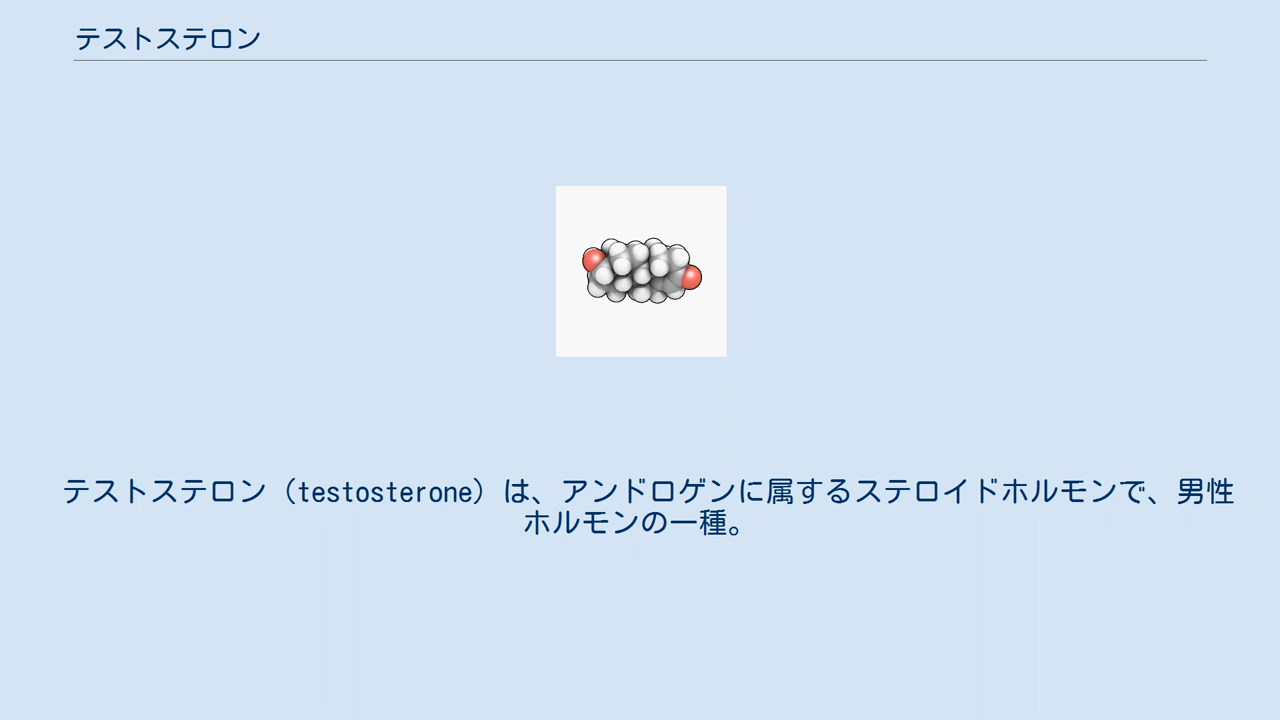 テストステロン
テストステロン（testosterone）は、アンドロゲンに属するステロイドホルモンで、男性
ホルモンの一種。